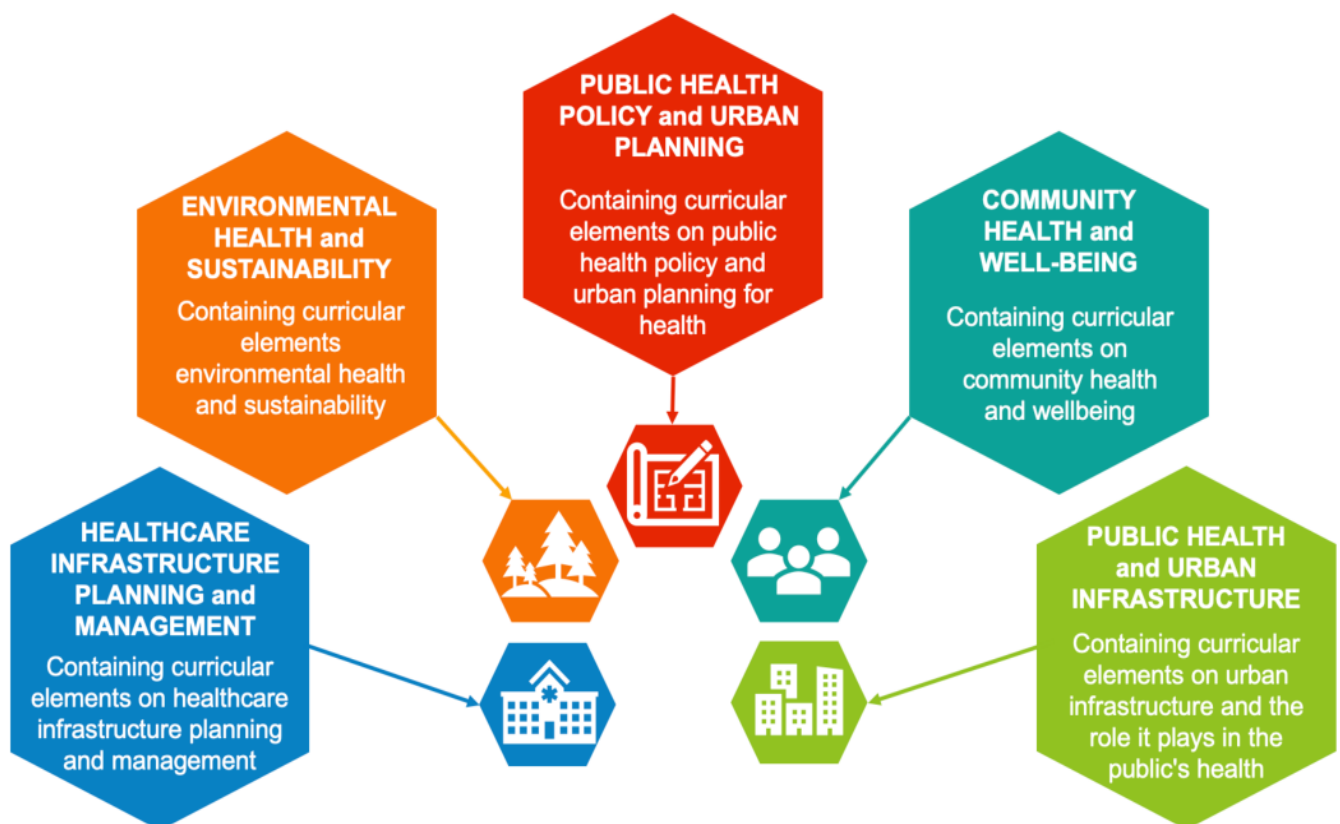 PUBLIC HEALTH
POLICY and URBAN
PLANNING
Containing curricular
elements on public
health policy and
urban planning for
health
ENVIRONMENTAL
HEALTH and
SUSTAINABILITY
Containing curricular
elements
environmental health
and sustainability
COMMUNITY
HEALTH and
WELL-BEING
Containing curricular
elements on
community health
and wellbeing
HEALTHCARE
INFRASTRUCTURE
PLANNING and
MANAGEMENT
Containing curricular
elements on healthcare
infrastructure planning
and management
PUBLIC HEALTH
and URBAN
INFRASTRUCTURE
Containing curricular
elements on urban
infrastructure and the
role it plays in the
public's health